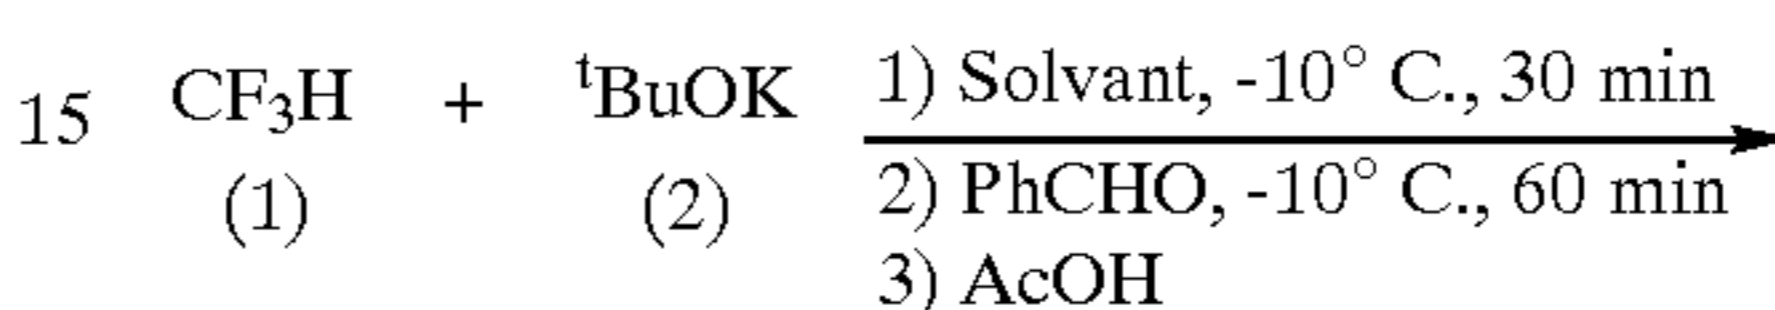 15 CF₃H + ᵗBuOK 1) Solvant, -10° C., 30 min
(1) (2) 2) PhCHO, -10° C., 60 min
3) AcOH